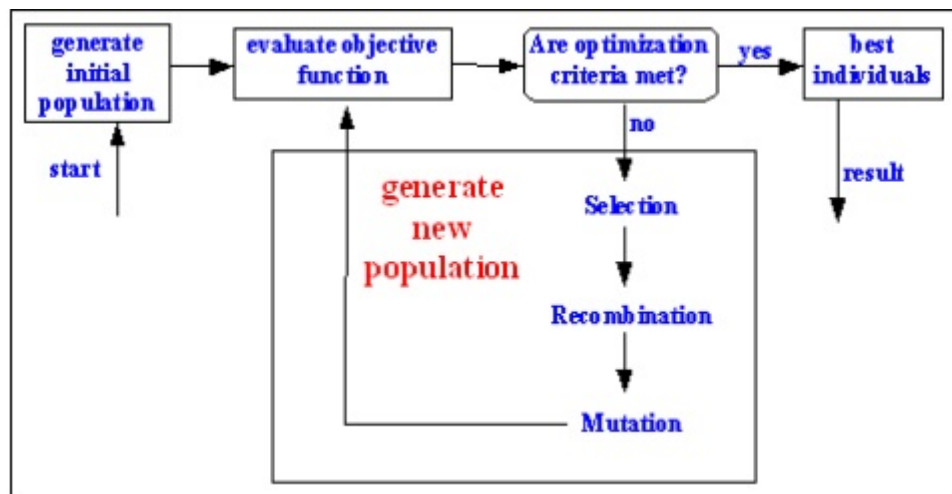 generate
initial
population
evaluate objective
function
Are optimization
criteria met?
yes
best
individuals
start
no
result
generate
new
population
Selection
Recombination
Mutation